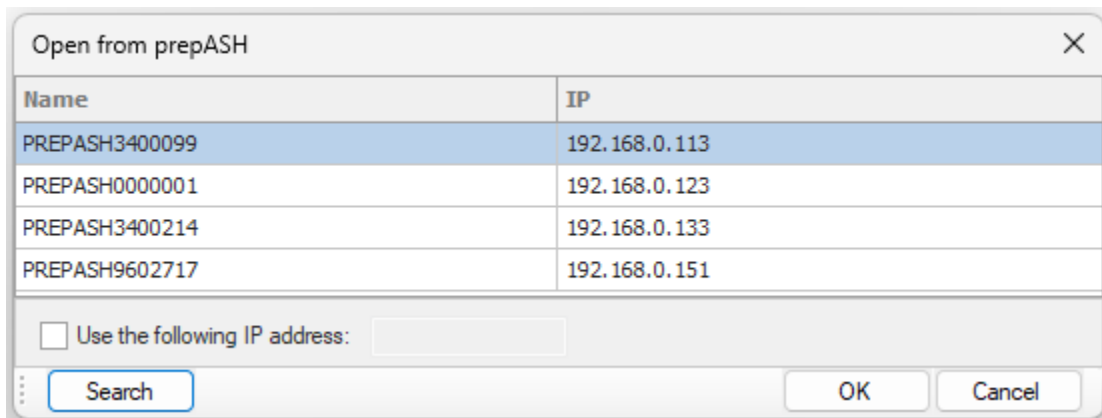 Open from prepASH
Name IP
PREPASH3400099 192.168.0.113
PREPASH0000001 192.168.0.123
PREPASH3400214 192.168.0.133
PREPASH9602717 192.168.0.151
Use the following IP address:
Search OK Cancel